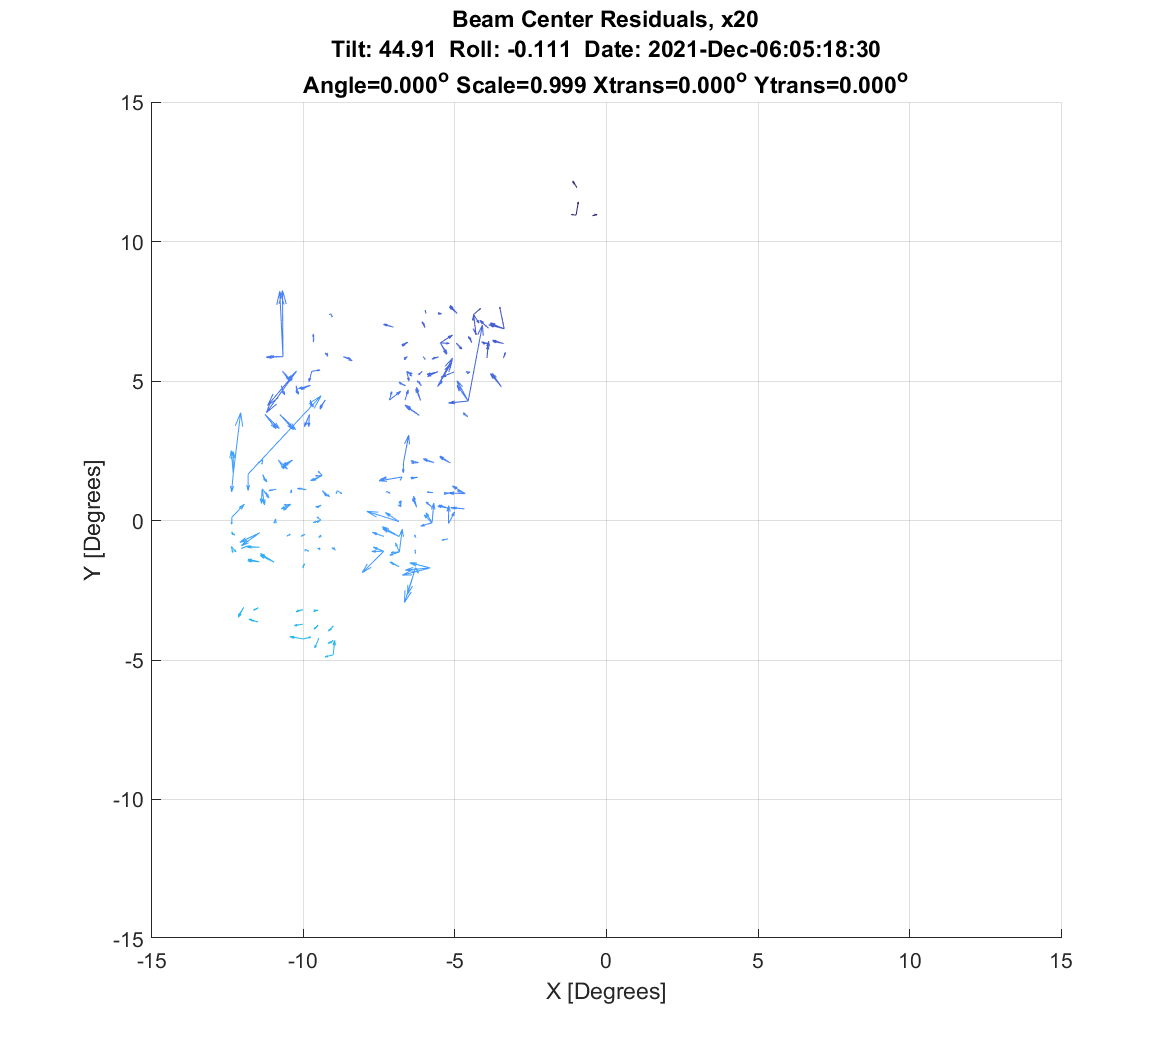 Beam Center Residuals, x20
Tilt: 44.91 Roll: -0.111 Date: 2021-Dec-06:05:18:30
Angle=0.000° Scale=0.999 Xtrans=0.000° Ytrans=0.000°
15
10
5
0
-5
-10
-15
Y [Degrees]
-15 -10 -5 0 5 10 15
X [Degrees]